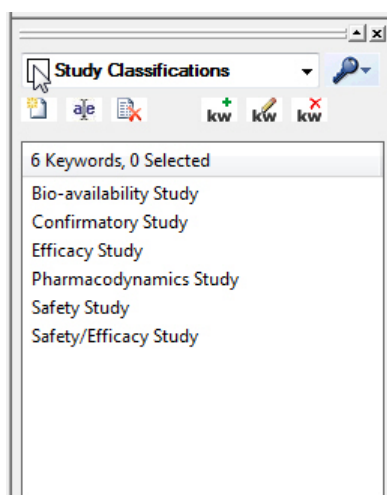 Study Classifications
a|e
kw kw kw
6 Keywords, 0 Selected
Bio-availability Study
Confirmatory Study
Efficacy Study
Pharmacodynamics Study
Safety Study
Safety/Efficacy Study